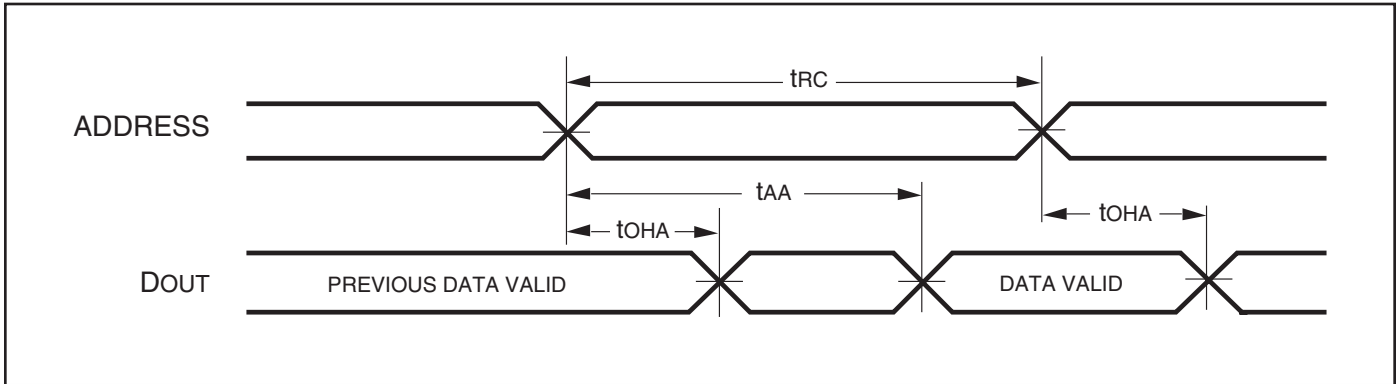 tRC
ADDRESS
tAA
tOHA
tOHA
DOUT
PREVIOUS DATA VALID
DATA VALID